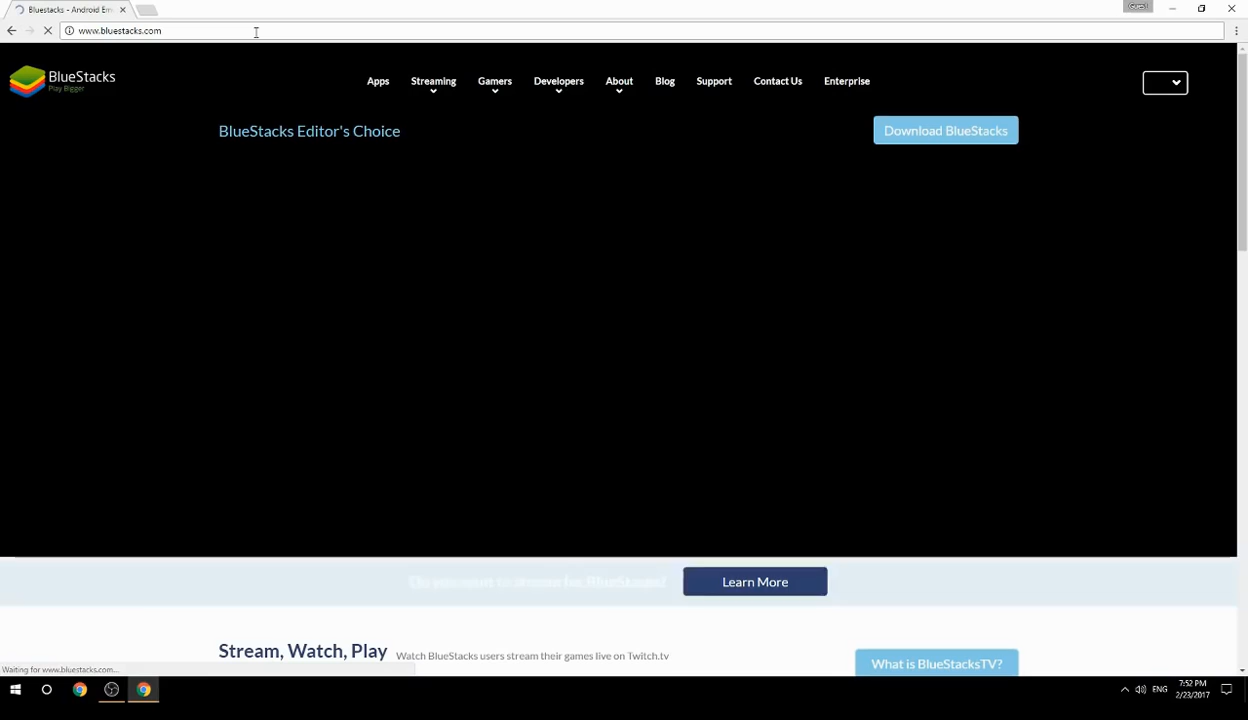 Bluestacks - Android Em
Guest
www.bluestacks.com
BlueStacks
Play Bigger
Apps
Streaming
Gamers
Developers
About
Blog
Support
Contact Us
Enterprise
BlueStacks Editor's Choice
Download BlueStacks
Learn More
Stream, Watch, Play
Watch BlueStacks users stream their games live on Twitch.tv
What is BlueStacksTV?
Waiting for www.bluestacks.com...
ENG
7:52 PM
2/23/2017